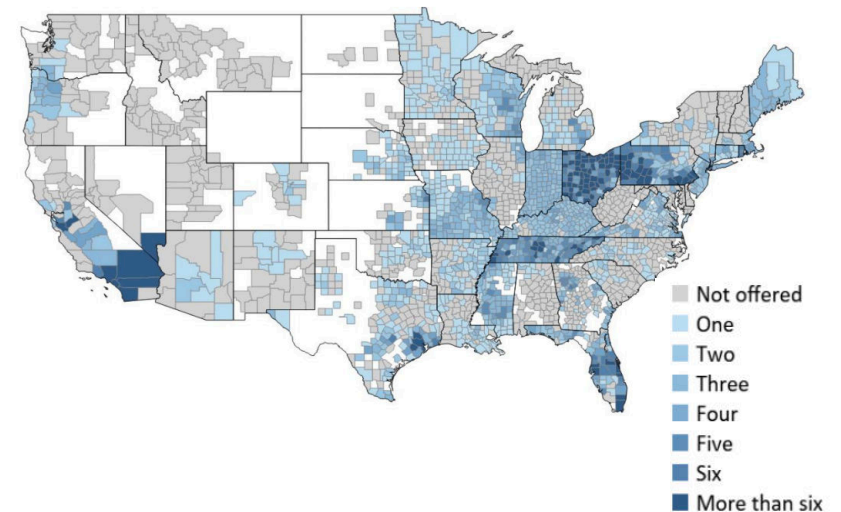 Not offered
One
Two
Three
Four
Five
Six
More than six